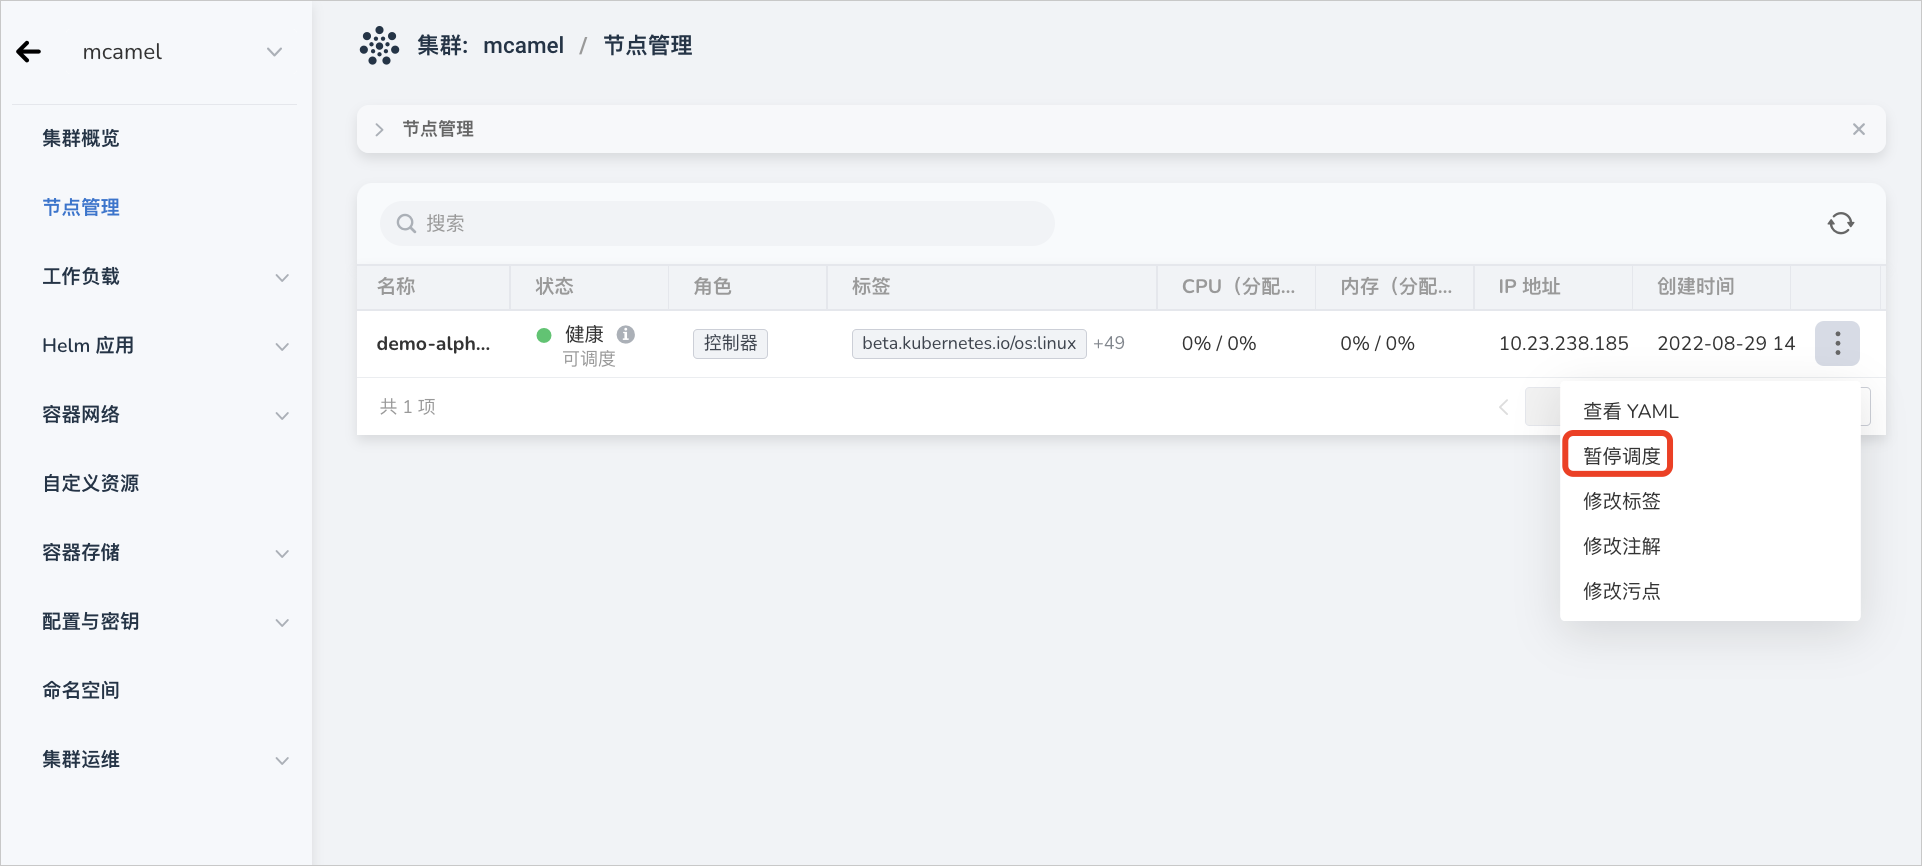 mcamel
集群概览
节点管理
工作负载
Helm 应用
容器网络
自定义资源
容器存储
配置与密钥
命名空间
集群运维
集群: mcamel / 节点管理
节点管理
搜索
名称 状态 角色 标签 CPU（分配... 内存（分配... IP 地址 创建时间
demo-alph... 健康 控制器 beta.kubernetes.io/os:linux +49 0% / 0% 0% / 0% 10.23.238.185 2022-08-29 14
可调度
共 1 项
查看 YAML
暂停调度
修改标签
修改注解
修改污点